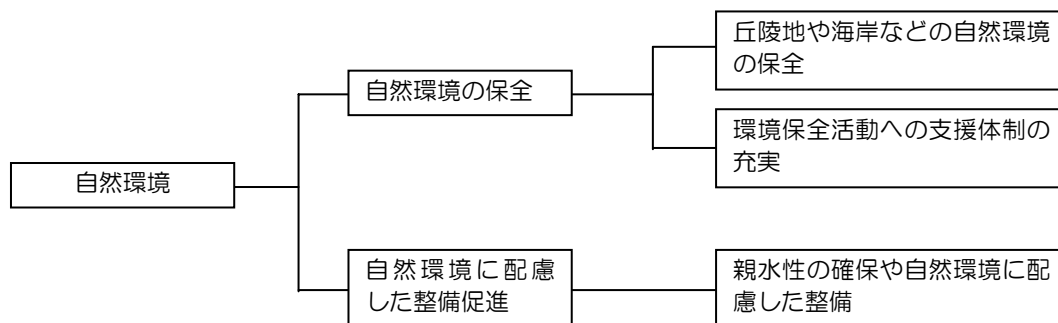 自然環境
自然環境の保全
丘陵地や海岸などの自然環境
の保全
環境保全活動への支援体制の
充実
自然環境に配慮
した整備促進
親水性の確保や自然環境に配
慮した整備